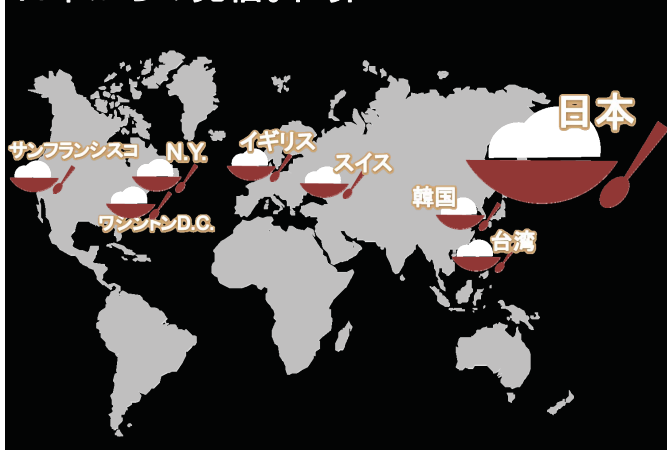 日本
サンフランシスコ
N.Y.
イギリス
スイス
ワシントンD.C.
韓国
台湾